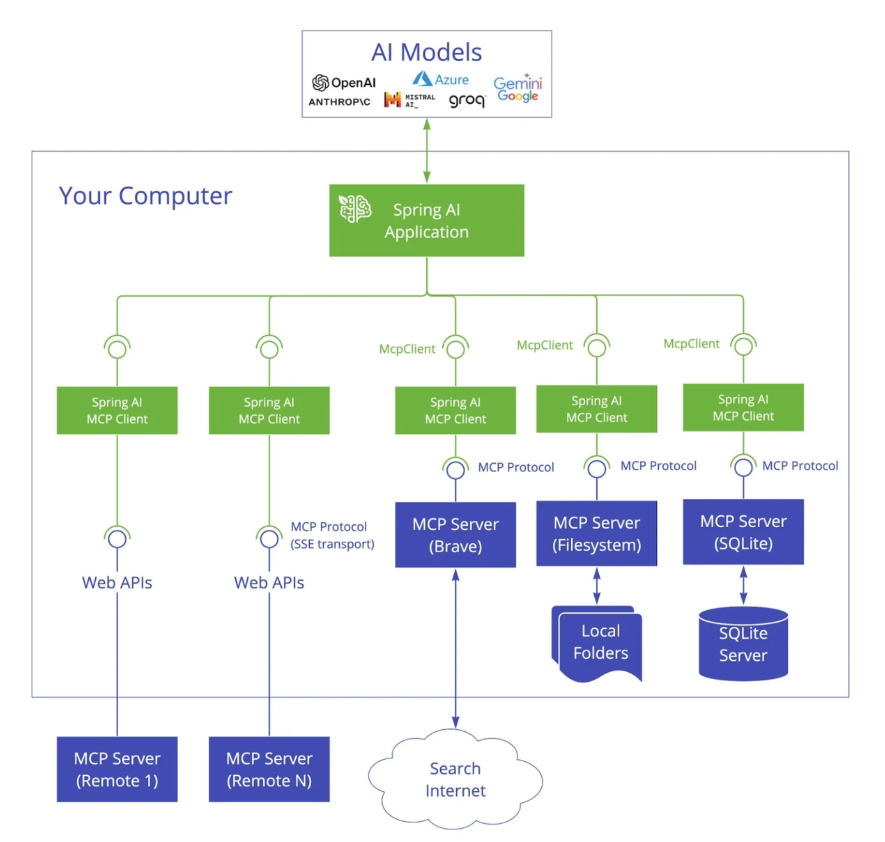 AI Models
OpenAI
Azure
Gemini
Google
ANTHROP\C
MISTRAL
AI_
groq
Your Computer
Spring AI
Application
McpClient
McpClient
McpClient
Spring AI
MCP Client
Spring AI
MCP Client
Spring AI
MCP Client
Spring AI
MCP Client
Spring AI
MCP Client
MCP Protocol
MCP Protocol
MCP Protocol
MCP Protocol
(SSE transport)
MCP Server
(Brave)
MCP Server
(Filesystem)
MCP Server
(SQLite)
Web APIs
Web APIs
Local
Folders
SQLite
Server
MCP Server
(Remote 1)
MCP Server
(Remote N)
Search
Internet